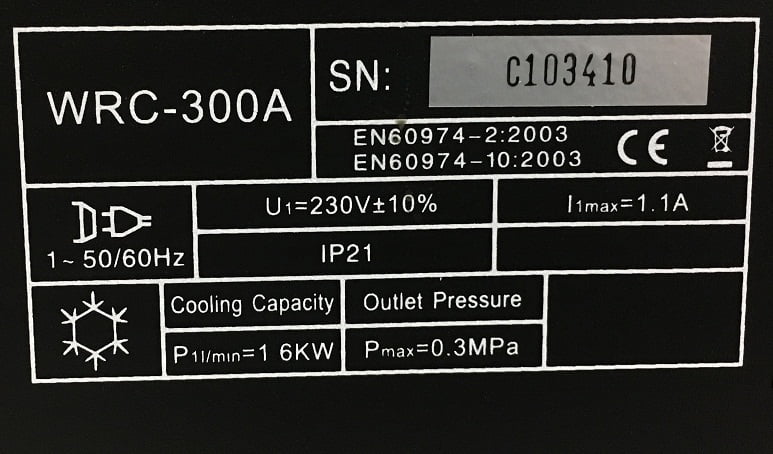 WRC-300A
SN: C103410
EN60974-2:2003
EN60974-10:2003
CE
1~ 50/60Hz
U1=230V±10%
I1max=1.1A
IP21
Cooling Capacity
Outlet Pressure
P1l/min=1 6KW
Pmax=0.3MPa